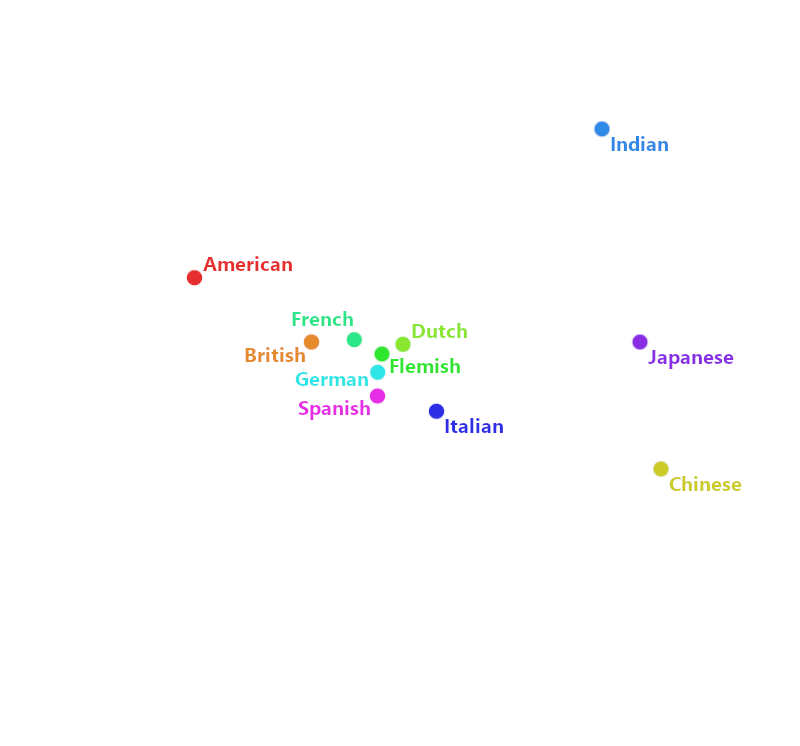 Indian
American
French
Dutch
British
Japanese
Flemish
German
Spanish
Italian
Chinese